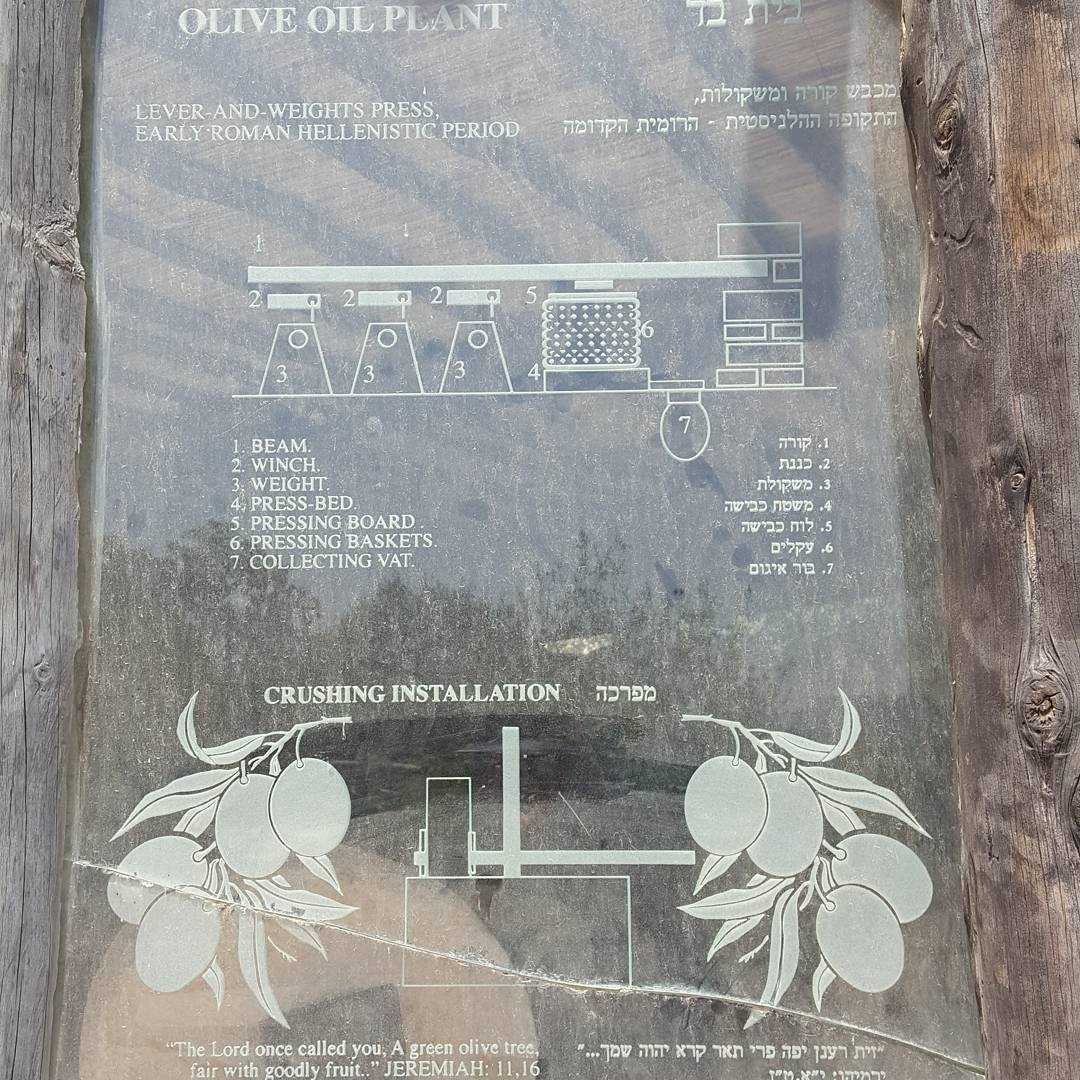 OLIVE OIL PLANT
בית בד
LEVER-AND-WEIGHTS PRESS,
EARLY ROMAN HELLENISTIC PERIOD
מכבש קורה ומשקולות,
התקופה ההלניסטית - הרומית הקדומה
1
2 2 2 5
6
3 3 3 4
7
1. BEAM.
2. WINCH.
3. WEIGHT.
4. PRESS-BED.
5. PRESSING BOARD.
6. PRESSING BASKETS.
7. COLLECTING VAT.
1. קורה
2. כננת
3. משקולת
4. משטח כבישה
5. לוח כבישה
6. עקלים
7. בור איגום
CRUSHING INSTALLATION מפרכה
"The Lord once called you, A green olive tree,
fair with goodly fruit.." JEREMIAH: 11,16
"זית רענן יפה פרי תאר קרא יהוה שמך..."
ירמיהו: י"א,ט"ז